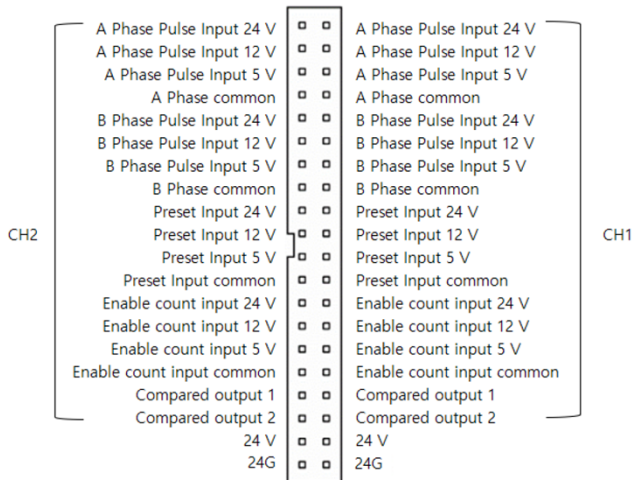 A Phase Pulse Input 24 V A Phase Pulse Input 24 V
A Phase Pulse Input 12 V A Phase Pulse Input 12 V
A Phase Pulse Input 5 V A Phase Pulse Input 5 V
A Phase common A Phase common
B Phase Pulse Input 24 V B Phase Pulse Input 24 V
B Phase Pulse Input 12 V B Phase Pulse Input 12 V
B Phase Pulse Input 5 V B Phase Pulse Input 5 V
B Phase common B Phase common
Preset Input 24 V Preset Input 24 V
CH2 Preset Input 12 V Preset Input 12 V CH1
Preset Input 5 V Preset Input 5 V
Preset Input common Preset Input common
Enable count input 24 V Enable count input 24 V
Enable count input 12 V Enable count input 12 V
Enable count input 5 V Enable count input 5 V
Enable count input common Enable count input common
Compared output 1 Compared output 1
Compared output 2 Compared output 2
24 V 24 V
24G 24G